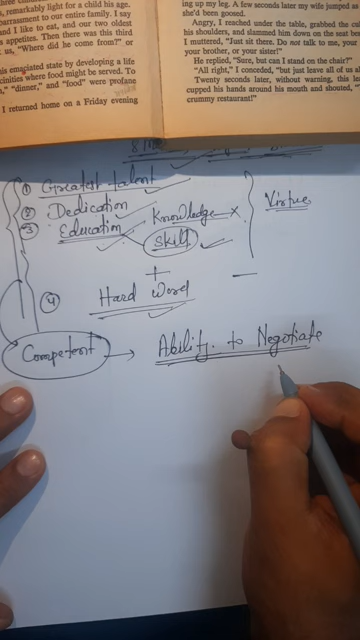 , remarkably light for a child his age.
ourrassment to our entire family. I say
and I like to eat, and our two oldest
appetites. Then there was this third
us, "Where did he come from?" or
his emaciated state by developing a life
cinities where food might be served. To
," "dinner," and "food" were profane
I returned home on a Friday evening
ing up my leg. A few seconds later my wife jumped as
she'd been goosed.
Angry, I reached under the table, grabbed the
his shoulders, and slammed him down on the seat be
I muttered, "Just sit there. Do not talk to me, your
your brother, or your sister!"
He replied, "Sure, but can I stand on the chair?"
"All right," I conceded, "but just leave all of us al
Twenty seconds later, without warning, this le
cupped his hands around his mouth and shouted, "
crummy restaurant!"
① Greatest talent
② Dedication
③ Education
Knowledge x
Skill
Virtue
+
—
④ Hard Word
Competent → Ability to Negotiate